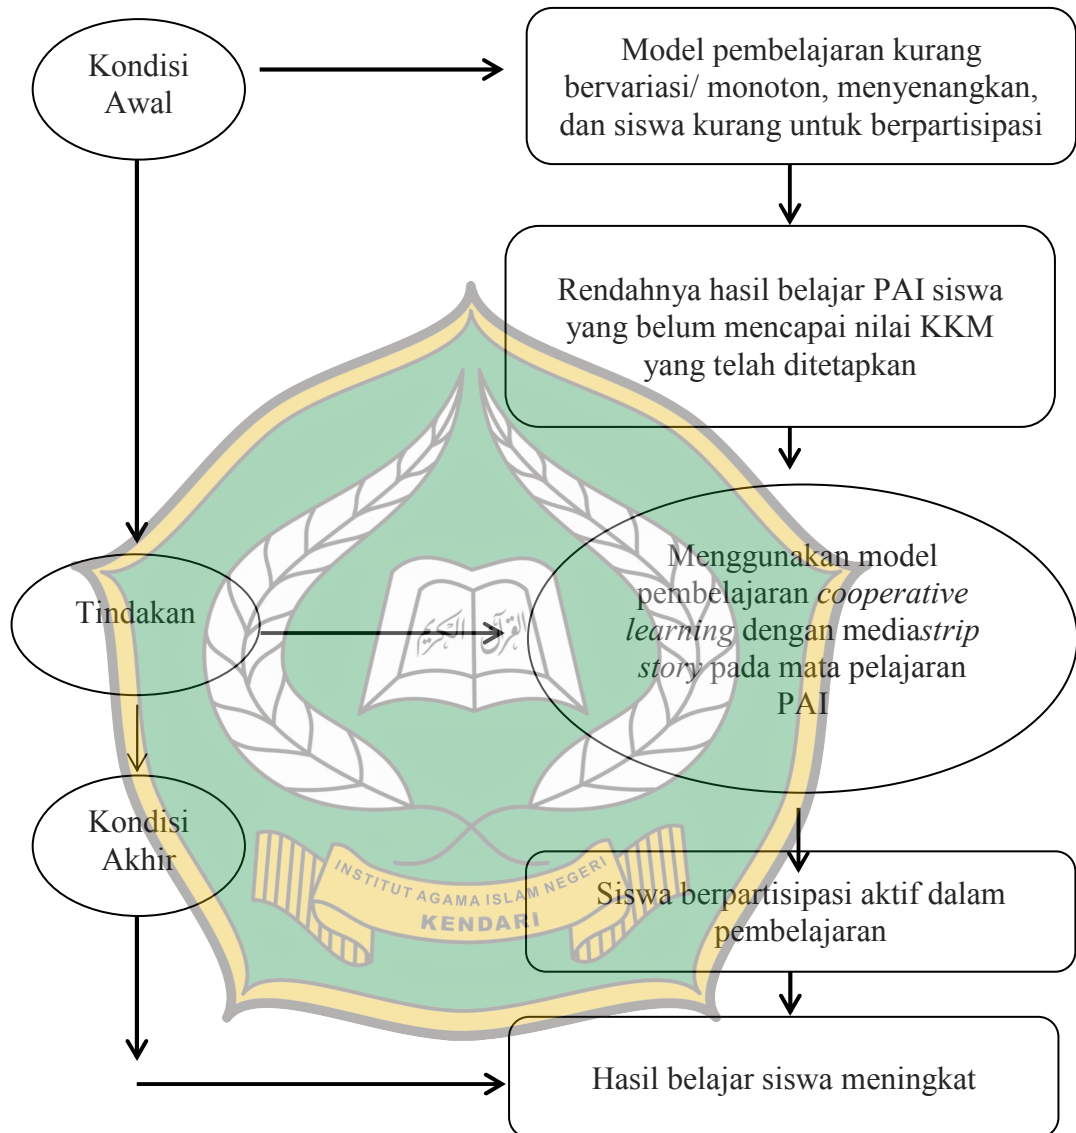 Kondisi
Awal
Model pembelajaran kurang
bervariasi/ monoton, menyenangkan,
dan siswa kurang untuk berpartisipasi
Rendahnya hasil belajar PAI siswa
yang belum mencapai nilai KKM
yang telah ditetapkan
Tindakan
Menggunakan model
pembelajaran cooperative
learning dengan mediastrip
story pada mata pelajaran
PAI
القرآن الكريم
Kondisi
Akhir
INSTITUT AGAMA ISLAM NEGERI
KENDARI
Siswa berpartisipasi aktif dalam
pembelajaran
Hasil belajar siswa meningkat